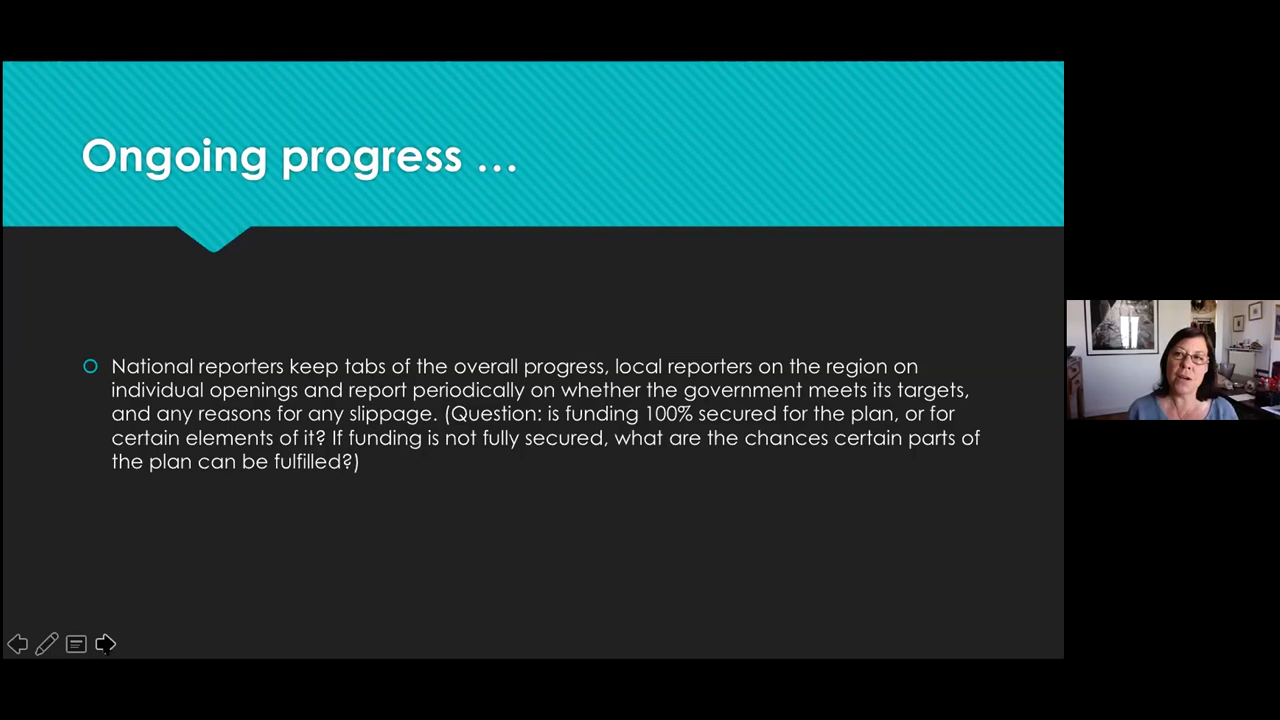 Ongoing progress …
National reporters keep tabs of the overall progress, local reporters on the region on
individual openings and report periodically on whether the government meets its targets,
and any reasons for any slippage. (Question: is funding 100% secured for the plan, or for
certain elements of it? If funding is not fully secured, what are the chances certain parts of
the plan can be fulfilled?)